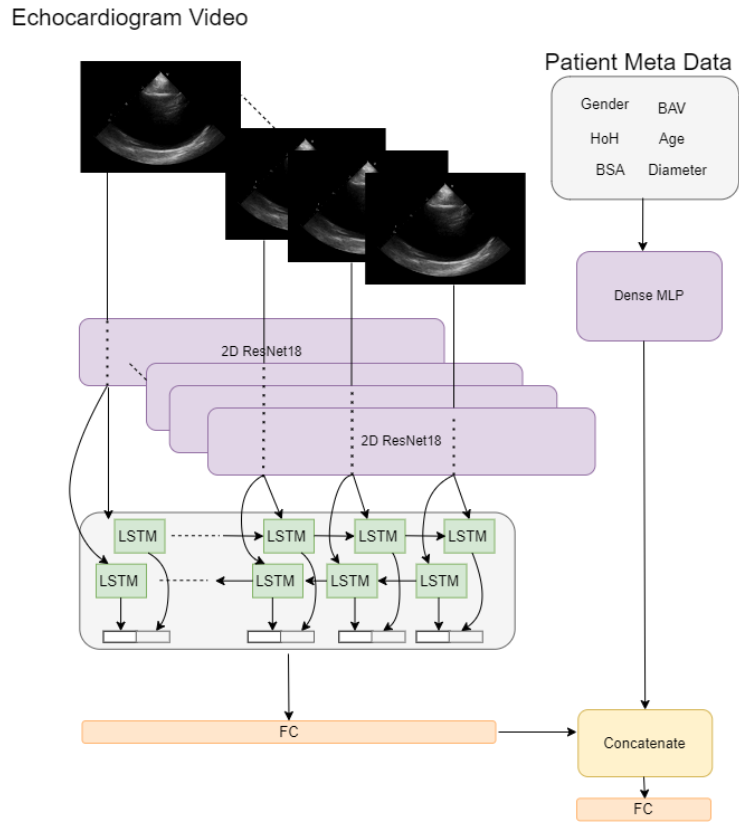 Echocardiogram Video
Patient Meta Data
Gender BAV
HoH Age
BSA Diameter
Dense MLP
2D ResNet18
2D ResNet18
LSTM LSTM LSTM LSTM
LSTM LSTM LSTM LSTM
FC
Concatenate
FC